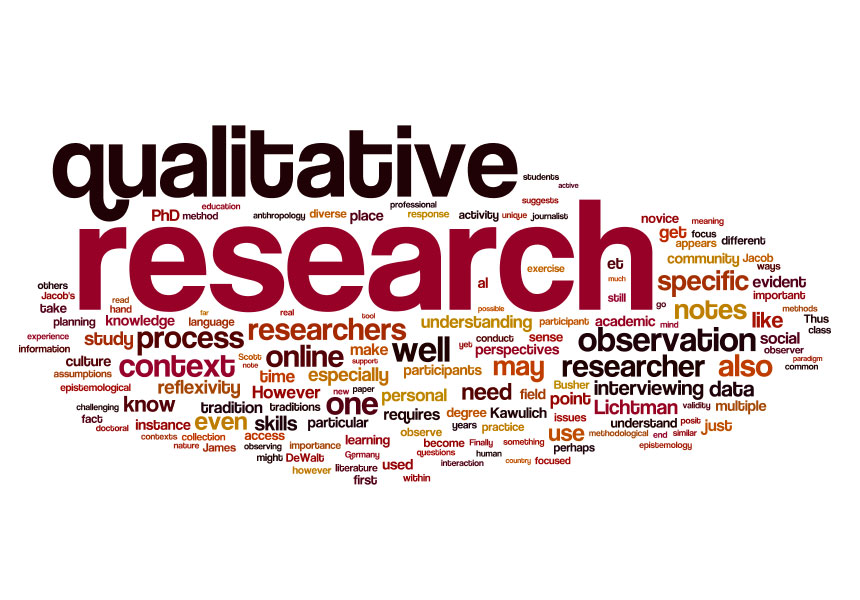 qualitative
students
active
suggests
education
professional
PhD method anthropology diverse place response activity unique journalist
novice meaning
research
get focus
appears different
community Jacob
ways
exercise
al et much still
specific evident
important
others
Jacob's read
take hand
far real tool possible go
notes methods
planning knowledge language researchers understanding participant academic mind
like Thus
class
experience study process
observation social
information
yet conduct sense
observer
culture context Scott online make well perspectives
paradigm
note support
may researcher also common
assumptions time especially participants
epistemological reflexivity However new paper personal need field Busher interviewing data
challenging know tradition traditions one requires degree Kawulich point Lichtman validity multiple
fact
doctoral instance even skills particular observe years practice issues understand posit just
contexts collection access importance learning become Finally something use methodological end similar
nature James observing questions human perhaps epistemology
might DeWalt Germany interaction country focused
however literature used
first within